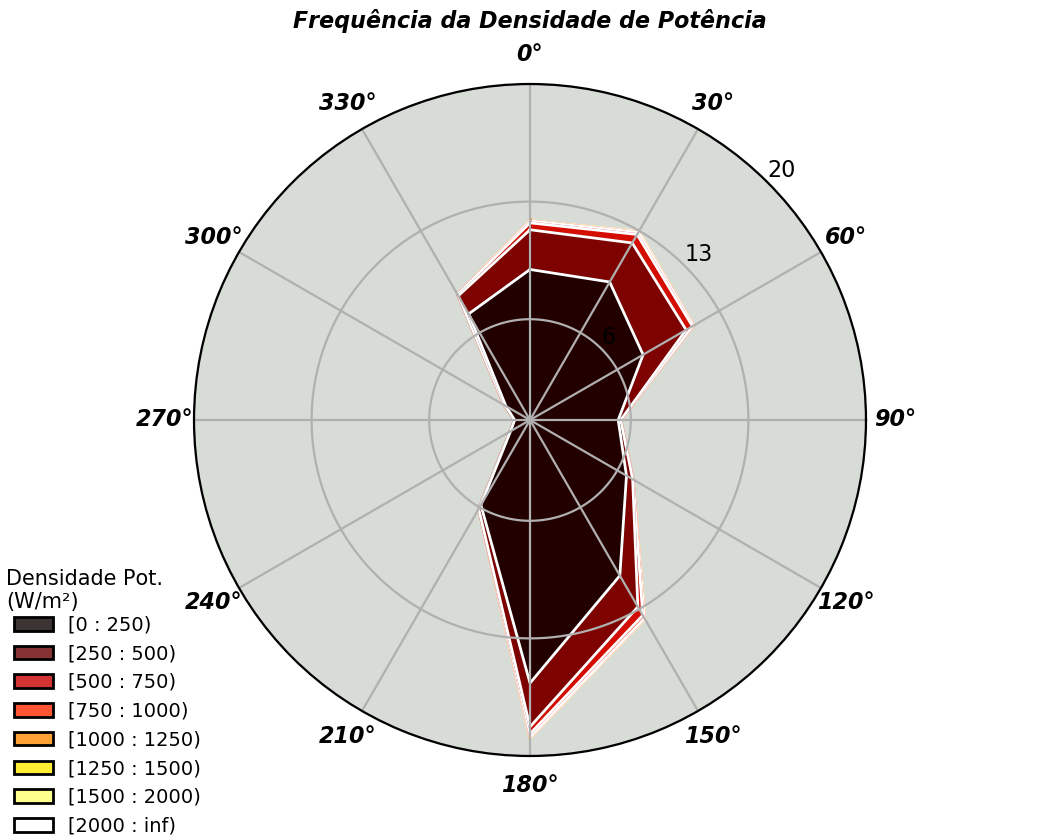 Frequência da Densidade de Potência
0°
330°
30°
20
300°
60°
13
6
270°
90°
Densidade Pot.
(W/m²)
240°
120°
[0 : 250)
[250 : 500)
[500 : 750)
[750 : 1000)
210°
150°
[1000 : 1250)
[1250 : 1500)
180°
[1500 : 2000)
[2000 : inf)